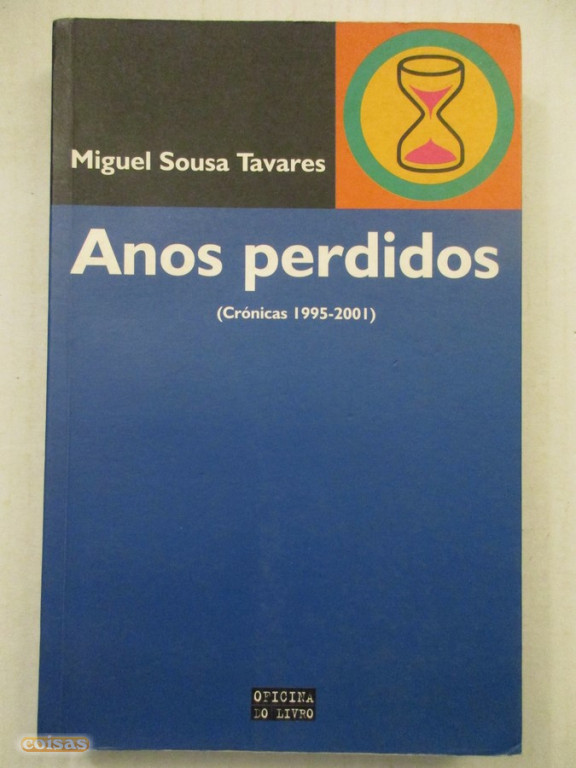 Miguel Sousa Tavares
Anos perdidos
(Crónicas 1995-2001)
OFICINA
DO LIVRO
coisas